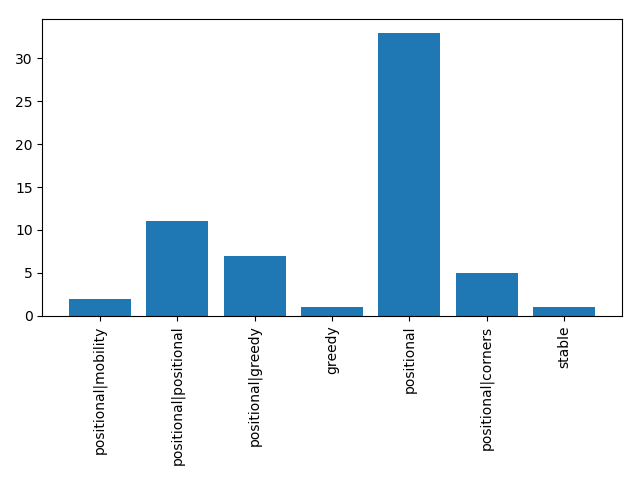 30
25
20
15
10
5
0
positional|mobility
positional|positional
positional|greedy
greedy
positional
positional|corners
stable